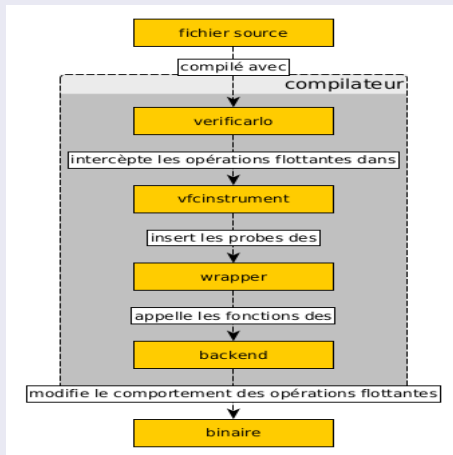 fichier source
compilé avec
compilateur
verificarlo
intercèpte les opérations flottantes dans
vfcinstrument
insert les probes des
wrapper
appelle les fonctions des
backend
modifie le comportement des opérations flottantes
binaire